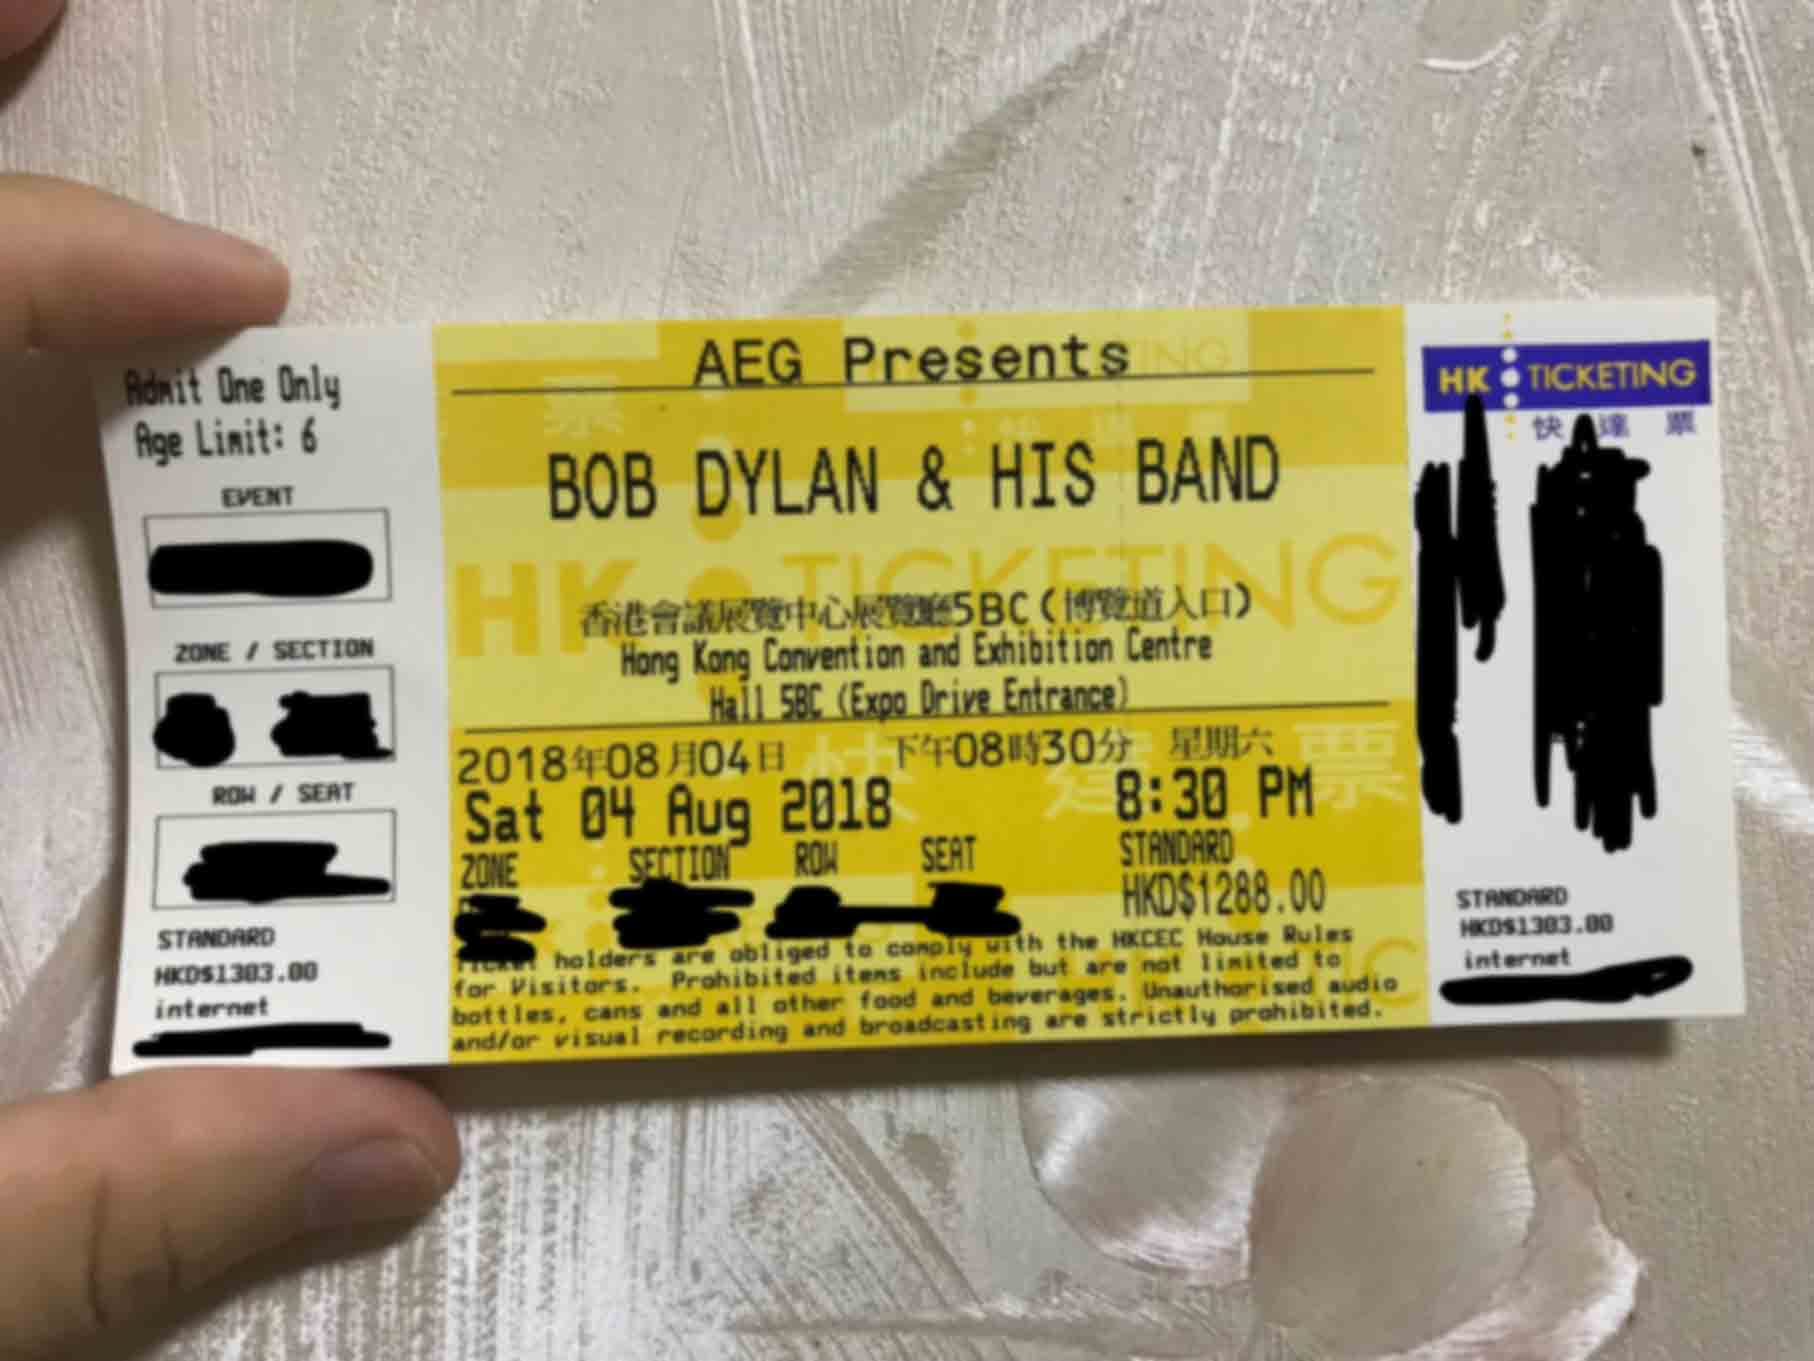 Admit One Only
Age Limit: 6
EVENT
ZONE / SECTION
ROW / SEAT
STANDARD
HKD$1303.00
internet
AEG Presents
BOB DYLAN & HIS BAND
HK TICKETING
香港會議展覽中心展覽廳5BC(博覽道入口)
Hong Kong Convention and Exhibition Centre
Hall 5BC (Expo Drive Entrance)
2018年08月04日 下午08時30分 星期六
Sat 04 Aug 2018 8:30 PM
ZONE SECTION ROW SEAT STANDARD
HKD$1288.00
Ticket holders are obliged to comply with the HKCEC House Rules
for Visitors. Prohibited items include but are not limited to
bottles, cans and all other food and beverages. Unauthorised audio
and/or visual recording and broadcasting are strictly prohibited.
HK TICKETING
快達票
STANDARD
HKD$1303.00
internet